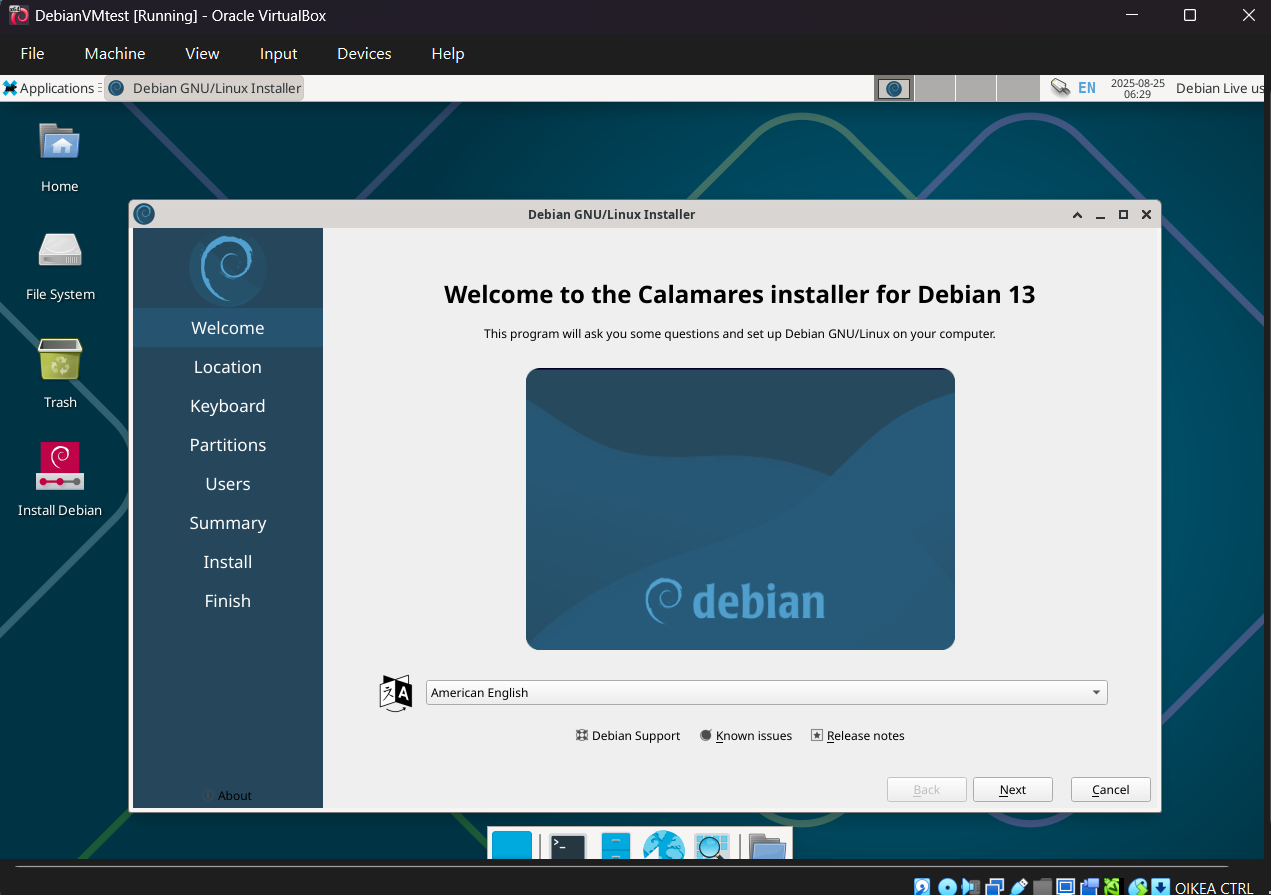 DebianVMtest [Running] - Oracle VirtualBox
File Machine View Input Devices Help
Applications Debian GNU/Linux Installer EN 2025-08-25 06:29 Debian Live us
Home
File System
Trash
Install Debian
Debian GNU/Linux Installer
Welcome
Location
Keyboard
Partitions
Users
Summary
Install
Finish
About
Welcome to the Calamares installer for Debian 13
This program will ask you some questions and set up Debian GNU/Linux on your computer.
debian
American English
Debian Support Known issues Release notes
Back Next Cancel
OIKEA CTRL